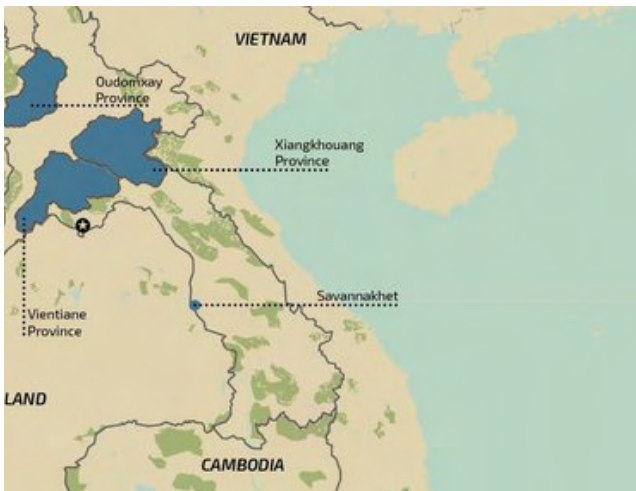 VIETNAM
Oudomxay
Province
Xiangkhouang
Province
Savannakhet
Vientiane
Province
LAND
CAMBODIA